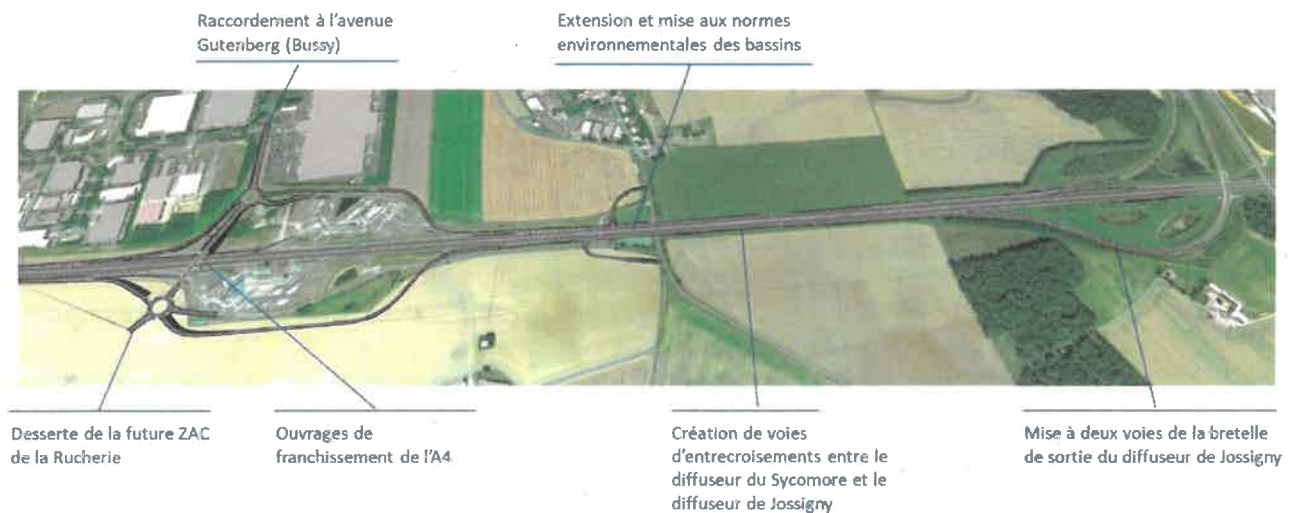 Raccordement à l'avenue
Gutenberg (Bussy)
Extension et mise aux normes
environnementales des bassins
Desserte de la future ZAC
de la Rucherie
Ouvrages de
franchissement de l'A4
Création de voies
d'entrecroisements entre le
diffuseur du Sycomore et le
diffuseur de Jossigny
Mise à deux voies de la bretelle
de sortie du diffuseur de Jossigny